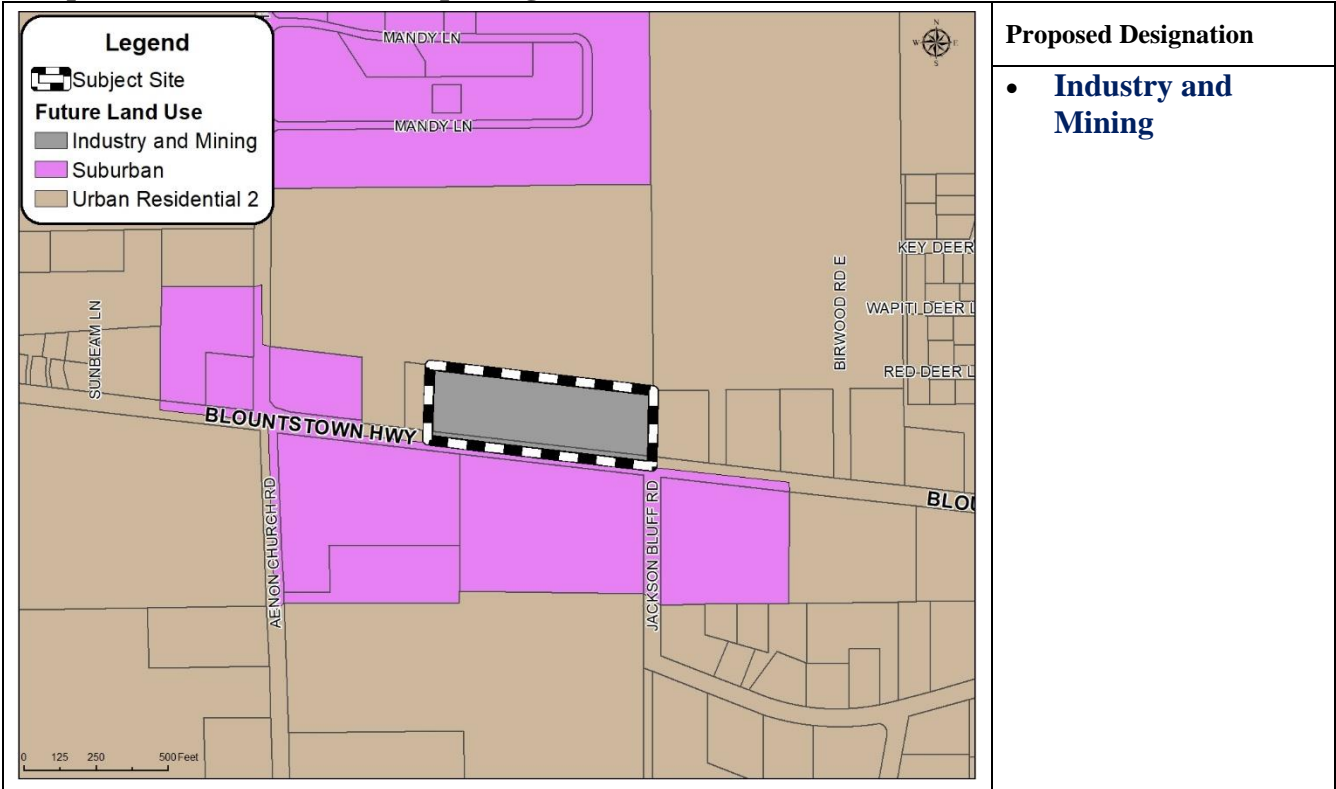 Legend
Subject Site
Future Land Use
Industry and Mining
Suburban
Urban Residential 2
MANDY LN
MANDY LN
N
W E
S
SUNBEAM LN
BLOUNTSTOWN HWY
AENON CHURCH RD
JACKSON BLUFF RD
BIRWOOD RD E
KEY DEER
WAPITI DEER L
RED DEER L
BLOU
0 125 250 500 Feet
Proposed Designation
• Industry and
Mining